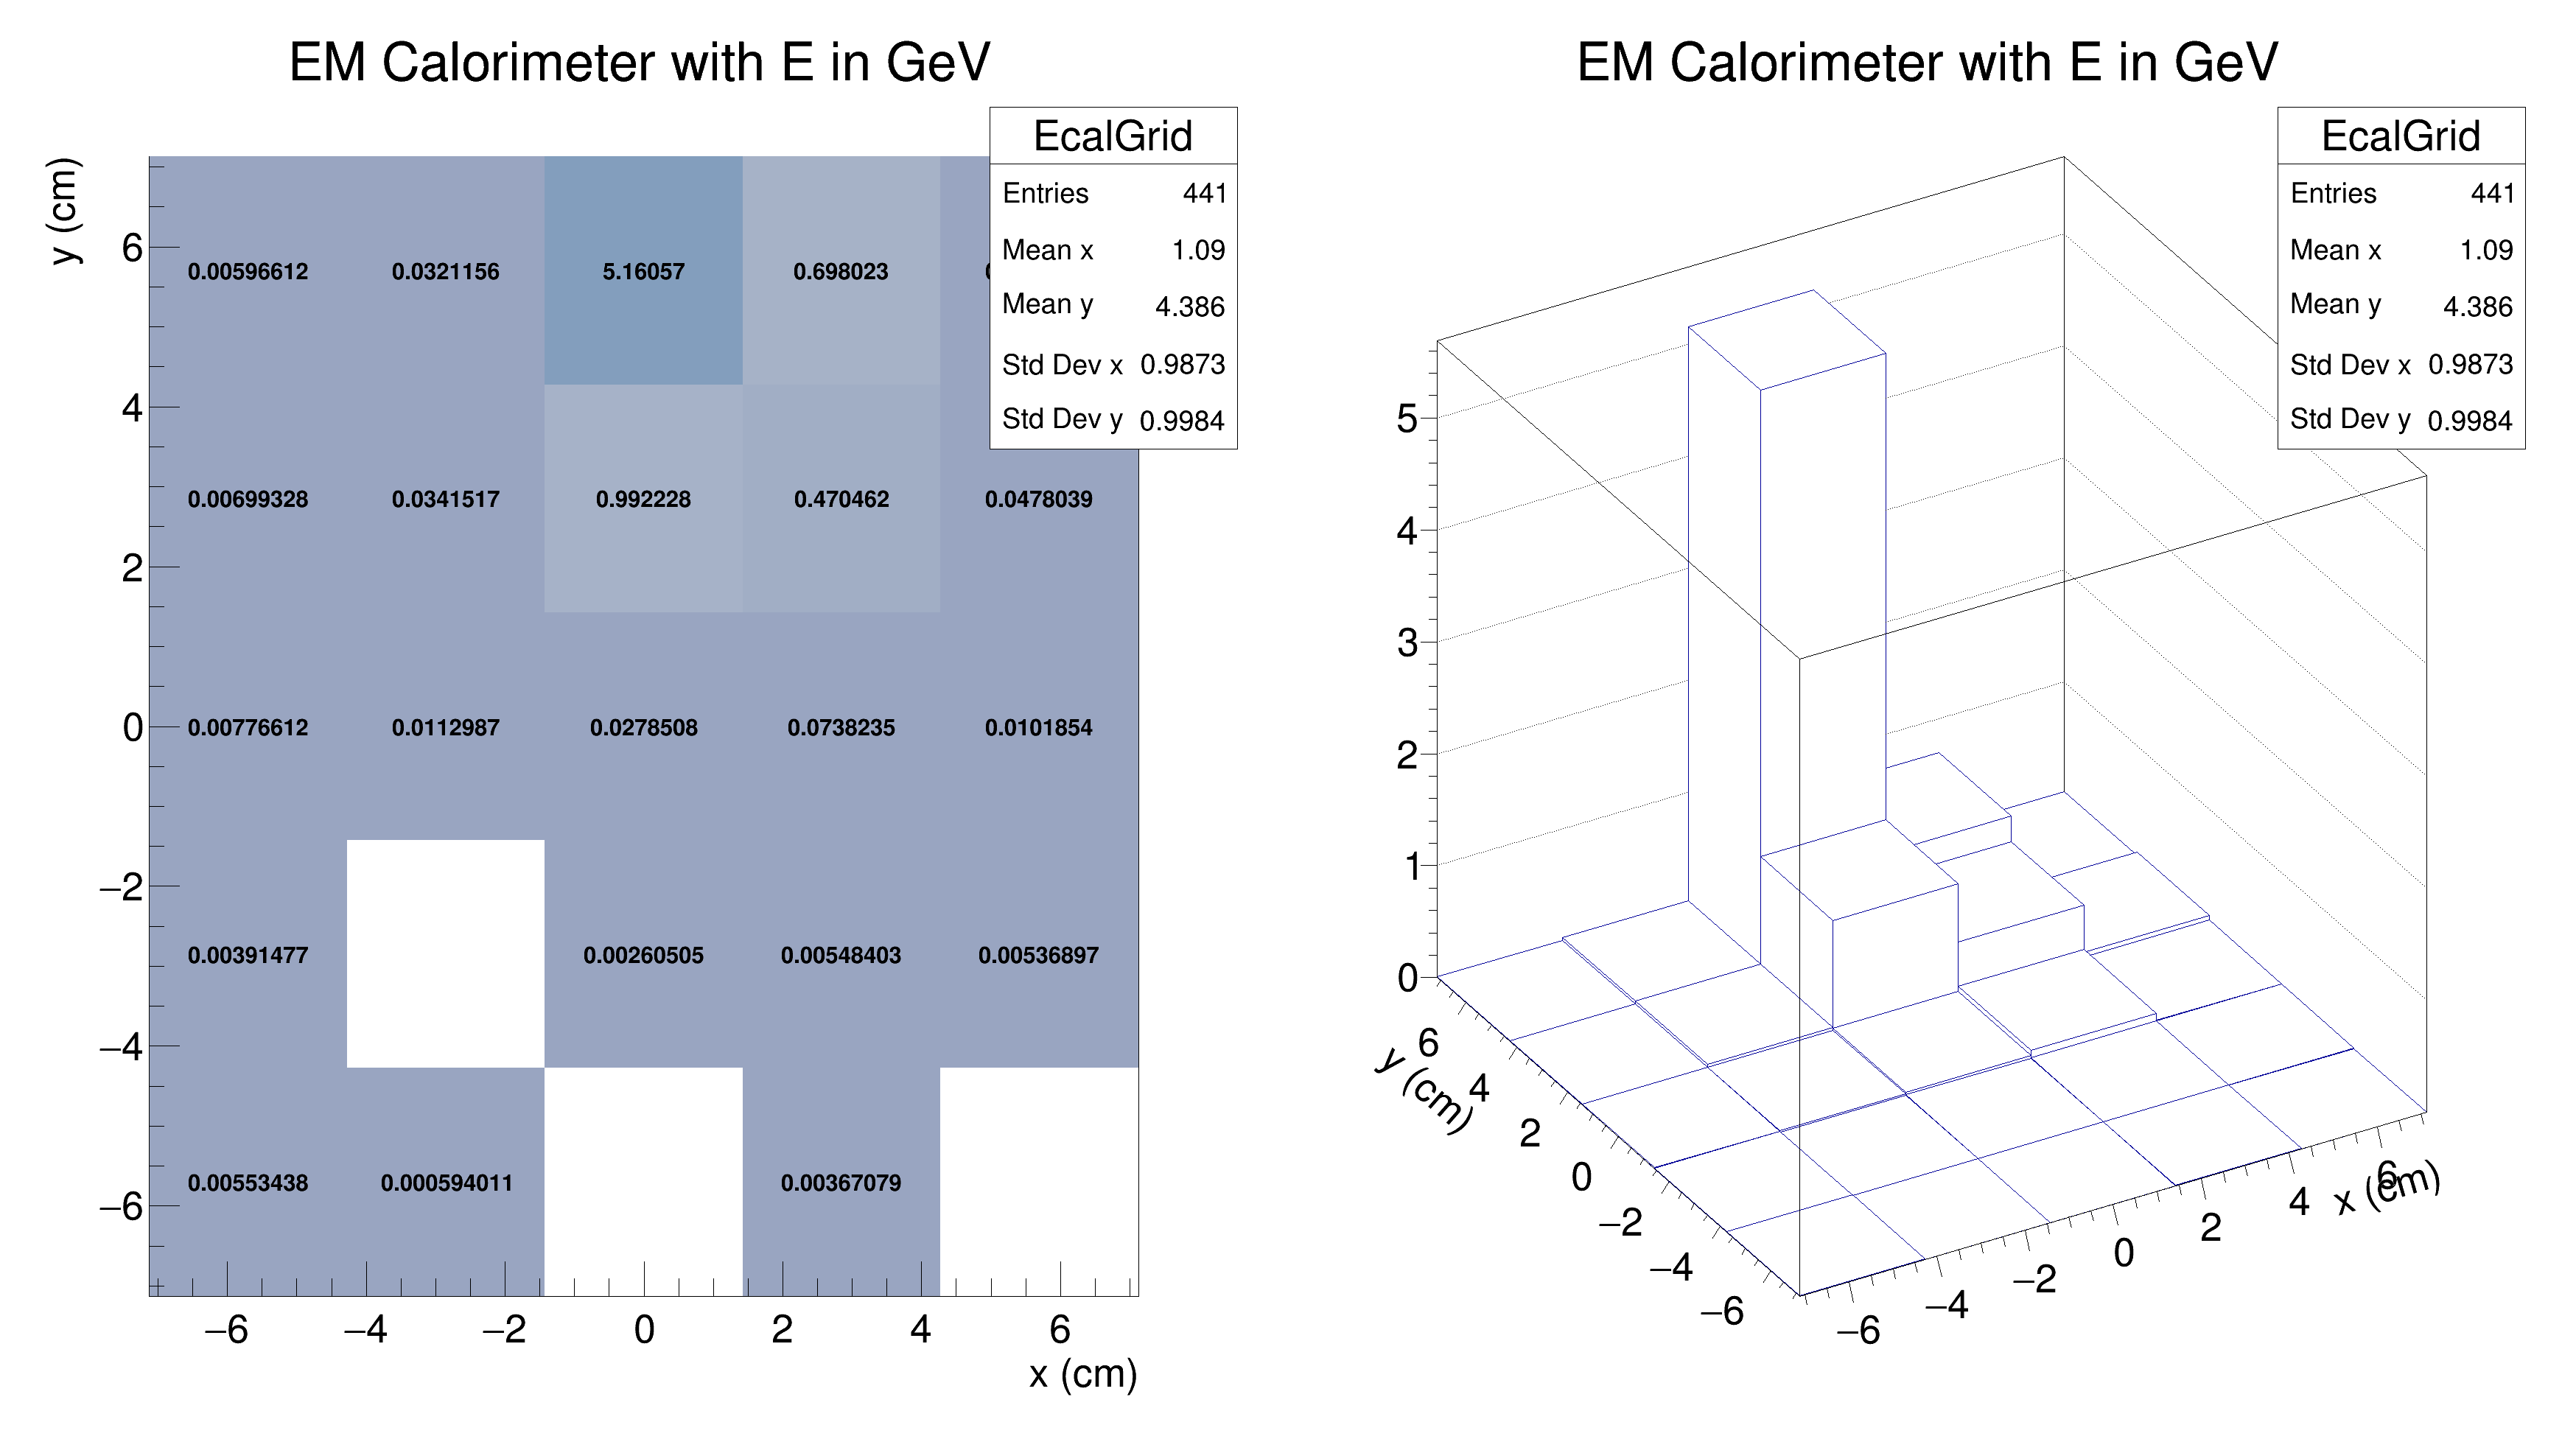 EM Calorimeter with E in GeV
EcalGrid
Entries 441
Mean x 1.09
Mean y 4.386
Std Dev x 0.9873
Std Dev y 0.9984
y (cm)
6
4
2
0
−2
−4
−6
0.00596612 0.0321156 5.16057 0.698023
0.00699328 0.0341517 0.992228 0.470462 0.0478039
0.00776612 0.0112987 0.0278508 0.0738235 0.0101854
0.00391477 0.00260505 0.00548403 0.00536897
0.00553438 0.000594011 0.00367079
−6 −4 −2 0 2 4 6
x (cm)
EM Calorimeter with E in GeV
EcalGrid
Entries 441
Mean x 1.09
Mean y 4.386
Std Dev x 0.9873
Std Dev y 0.9984
5
4
3
2
1
0
y (cm)
6
4
2
0
−2
−4
−6
−6 −4 −2 0 2 4 6
x (cm)